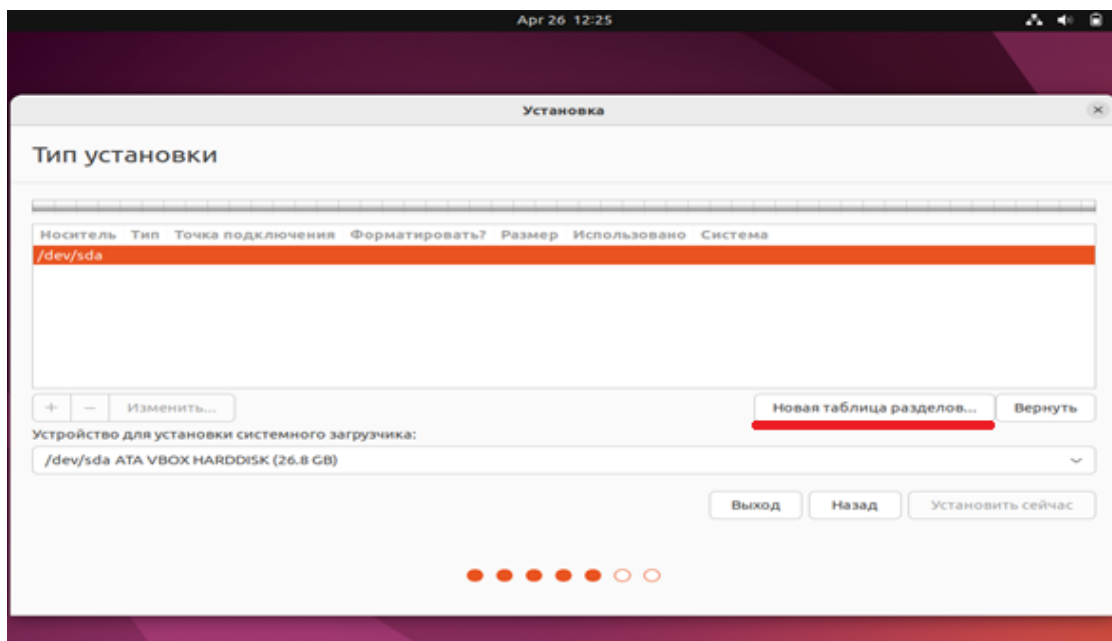 Apr 26 12:25
Установка
Тип установки
Носитель Тип Точка подключения Форматировать? Размер Использовано Система
/dev/sda
+ − Изменить... Новая таблица разделов... Вернуть
Устройство для установки системного загрузчика:
/dev/sda ATA VBOX HARDDISK (26.8 GB)
Выход Назад Установить сейчас